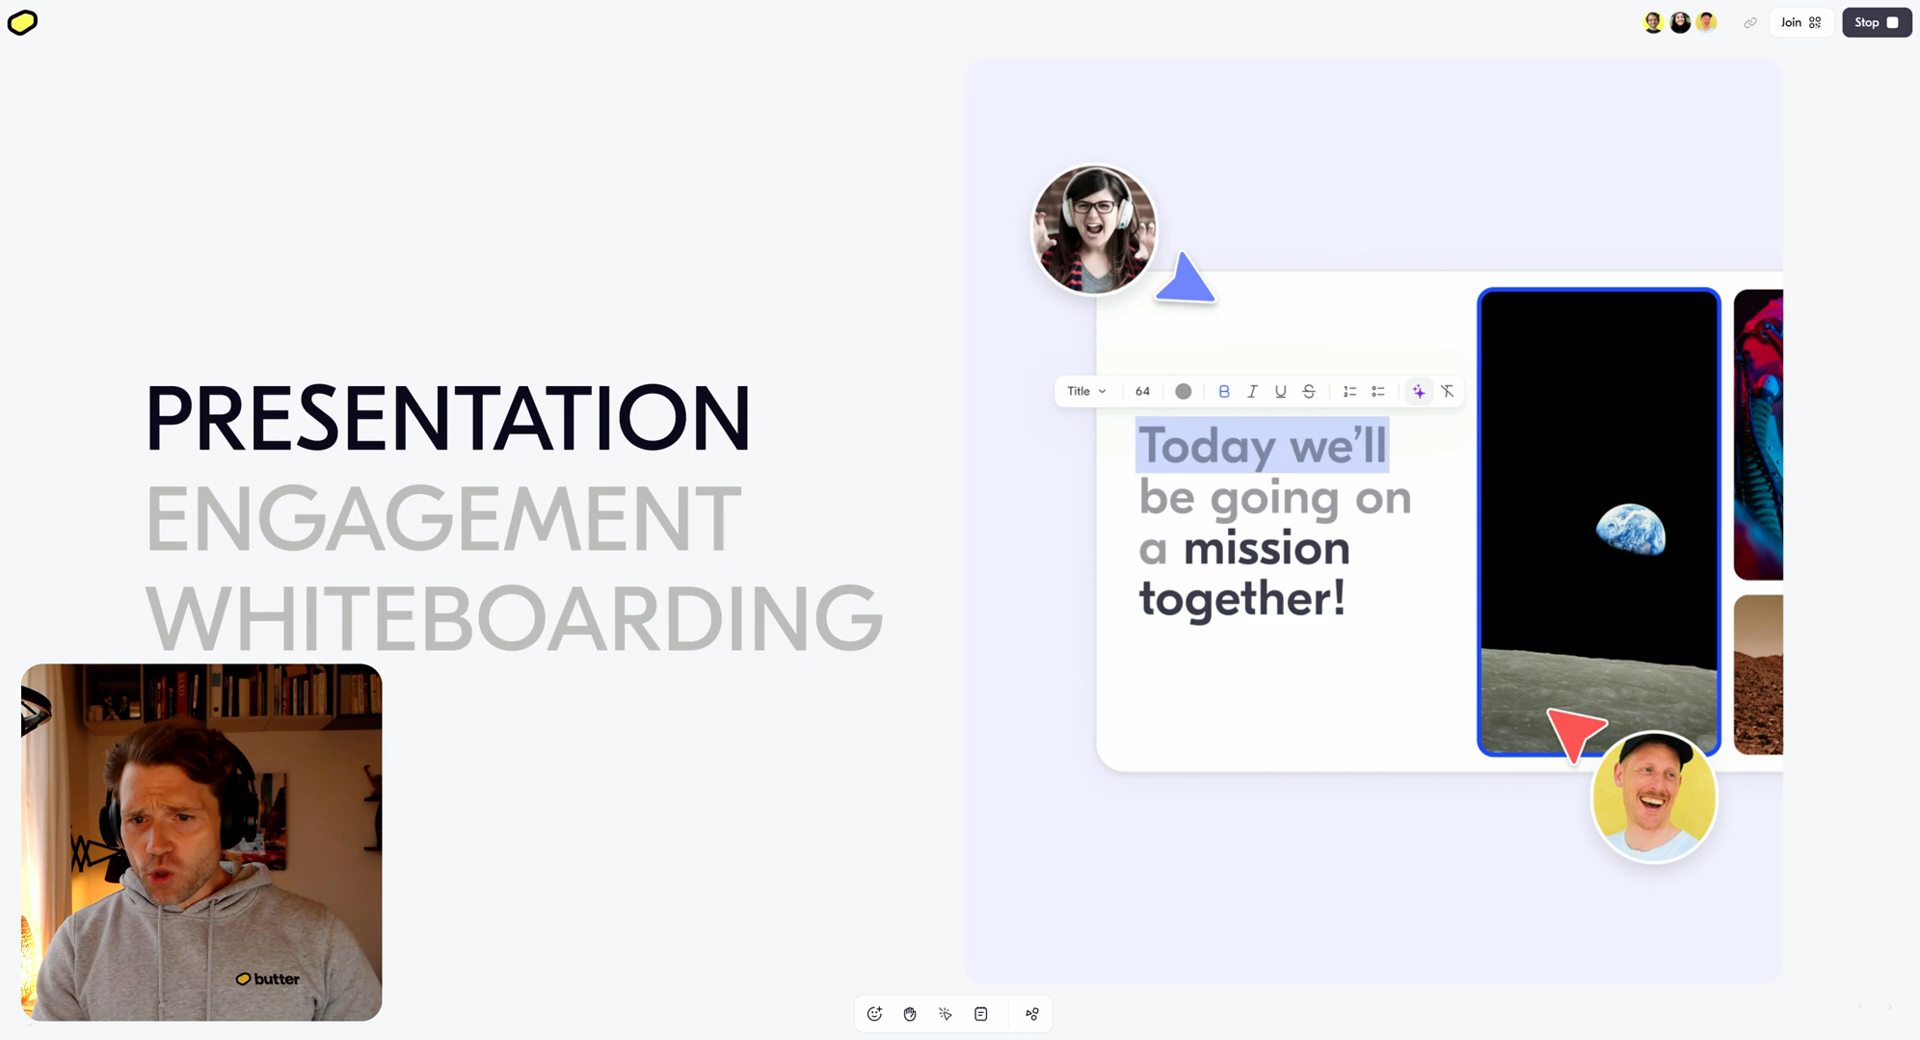 Join
Stop
Title
64
B I U S
Today we'll
be going on
a mission
together!
PRESENTATION
ENGAGEMENT
WHITEBOARDING
butter